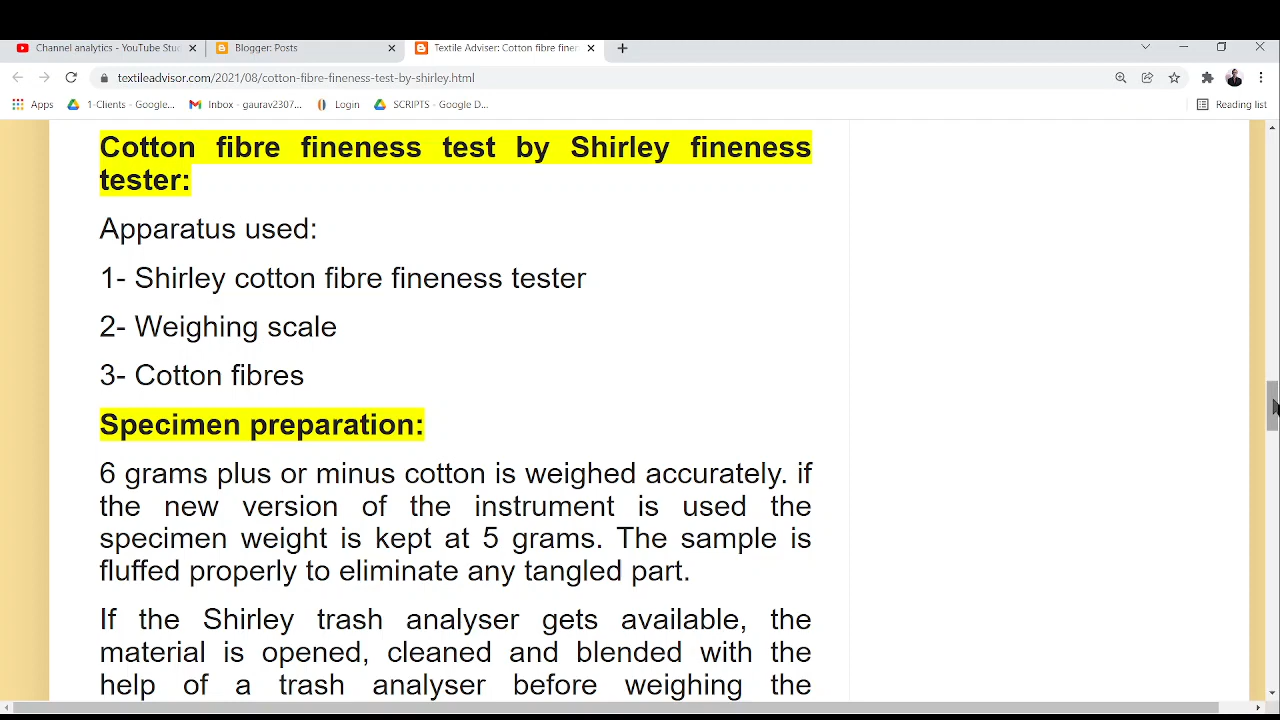 Channel analytics - YouTube Stu
Blogger: Posts
Textile Adviser: Cotton fibre finen
textileadvisor.com/2021/08/cotton-fibre-fineness-test-by-shirley.html
Apps
1-Clients - Google...
Inbox - gaurav2307...
Login
SCRIPTS - Google D...
Reading list
Cotton fibre fineness test by Shirley fineness
tester:
Apparatus used:
1- Shirley cotton fibre fineness tester
2- Weighing scale
3- Cotton fibres
Specimen preparation:
6 grams plus or minus cotton is weighed accurately. if
the new version of the instrument is used the
specimen weight is kept at 5 grams. The sample is
fluffed properly to eliminate any tangled part.
If the Shirley trash analyser gets available, the
material is opened, cleaned and blended with the
help of a trash analyser before weighing the